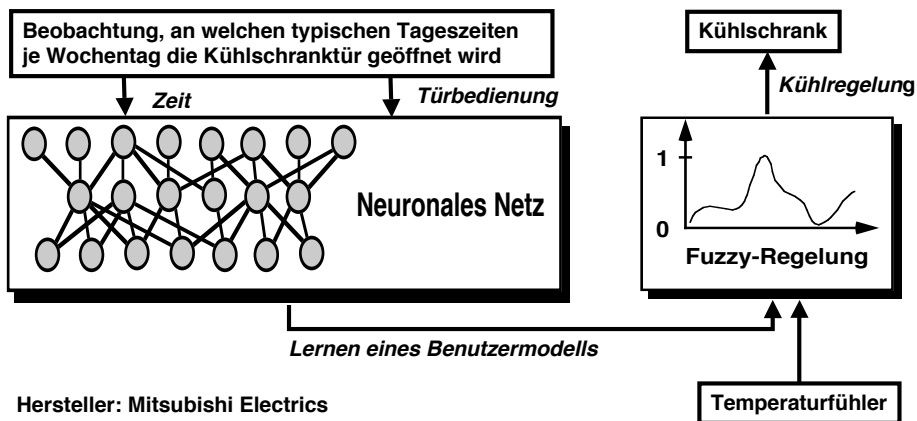 Beobachtung, an welchen typischen Tageszeiten
je Wochentag die Kühlschranktür geöffnet wird
Kühlschrank
Zeit
Türbedienung
Kühlregelung
Neuronales Netz
1
0
Fuzzy-Regelung
Lernen eines Benutzermodells
Hersteller: Mitsubishi Electrics
Temperaturfühler